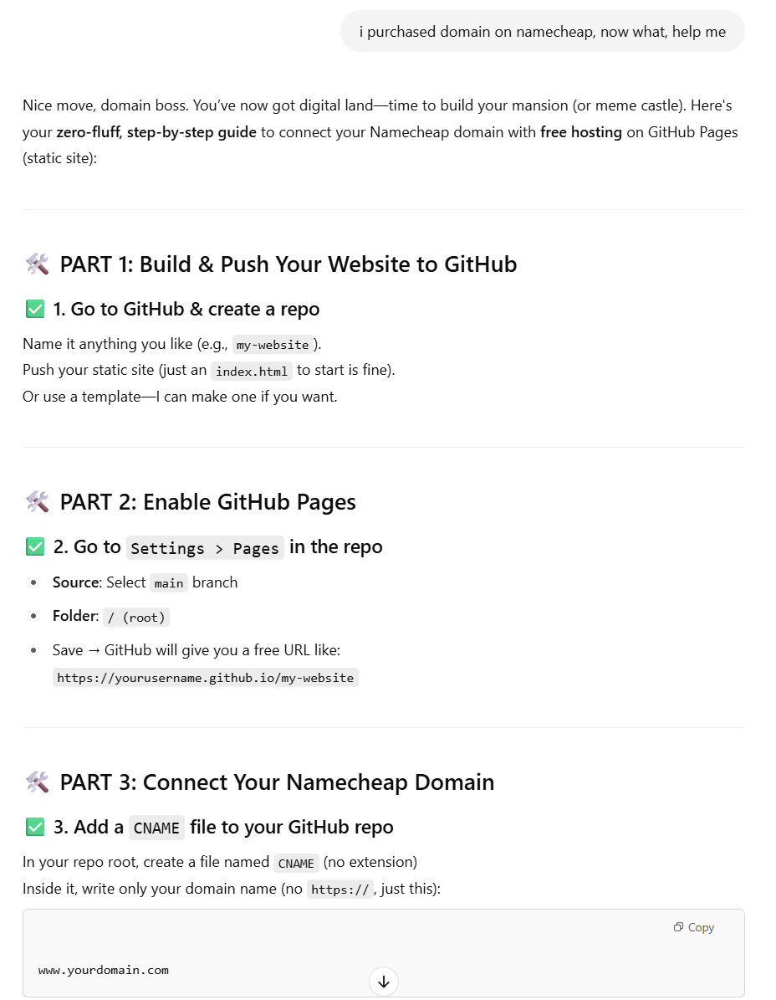 i purchased domain on namecheap, now what, help me
Nice move, domain boss. You’ve now got digital land—time to build your mansion (or meme castle). Here's
your zero-fluff, step-by-step guide to connect your Namecheap domain with free hosting on GitHub Pages
(static site):
PART 1: Build & Push Your Website to GitHub
1. Go to GitHub & create a repo
Name it anything you like (e.g., my-website).
Push your static site (just an index.html to start is fine).
Or use a template—I can make one if you want.
PART 2: Enable GitHub Pages
2. Go to Settings > Pages in the repo
• Source: Select main branch
• Folder: / (root)
• Save → GitHub will give you a free URL like:
https://yourusername.github.io/my-website
PART 3: Connect Your Namecheap Domain
3. Add a CNAME file to your GitHub repo
In your repo root, create a file named CNAME (no extension)
Inside it, write only your domain name (no https://, just this):
Copy
www.yourdomain.com